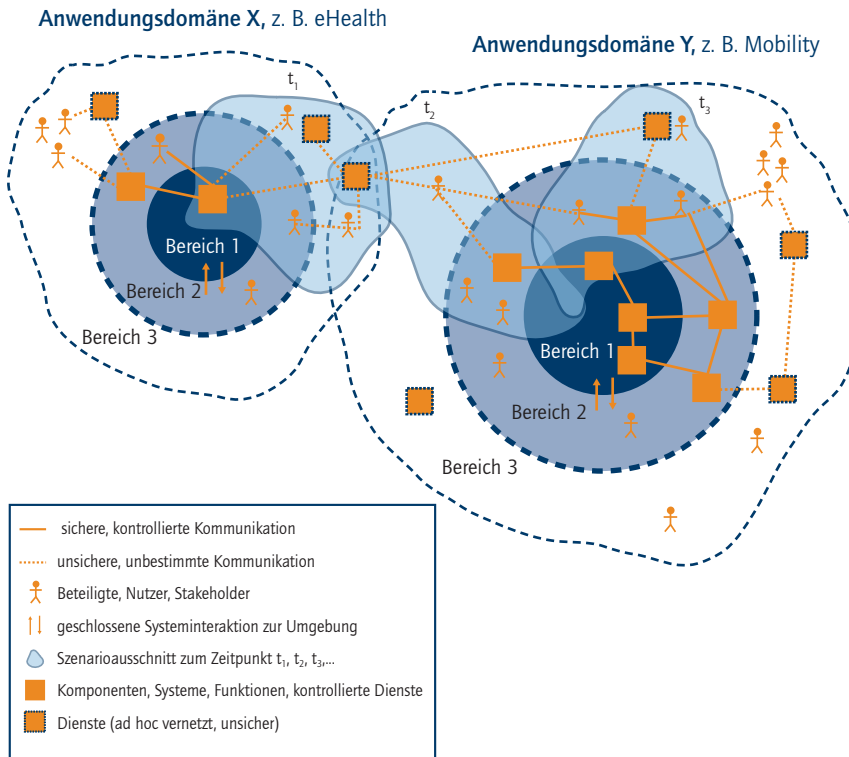 Anwendungsdomäne X, z. B. eHealth
Anwendungsdomäne Y, z. B. Mobility
t₁
t₂
t₃
Bereich 1
Bereich 2
Bereich 3
Bereich 1
Bereich 2
Bereich 3
sichere, kontrollierte Kommunikation
unsichere, unbestimmte Kommunikation
Beteiligte, Nutzer, Stakeholder
geschlossene Systeminteraktion zur Umgebung
Szenarioausschnitt zum Zeitpunkt t₁, t₂, t₃,...
Komponenten, Systeme, Funktionen, kontrollierte Dienste
Dienste (ad hoc vernetzt, unsicher)